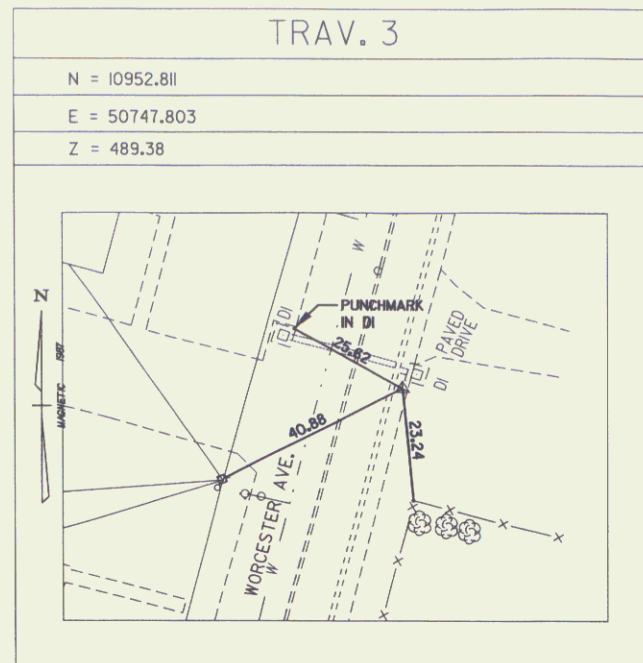 TRAV. 3
N = 10952.811
E = 50747.803
Z = 489.38
N
MAGNETIC 1987
W
DI
PUNCHMARK
IN DI
25.82
PAVED
DRIVE
DI
40.88
23.24
WORCESTER AVE.
W